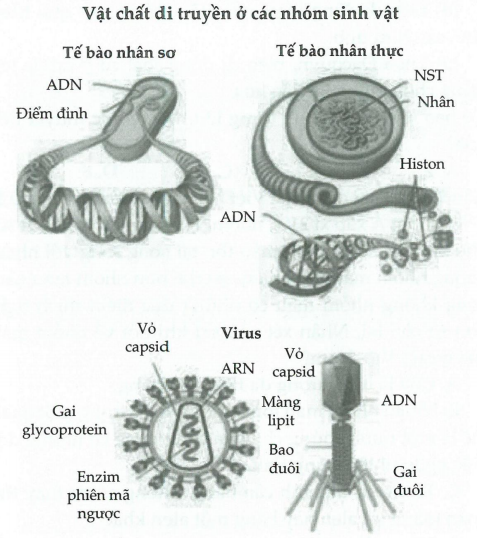 Vật chất di truyền ở các nhóm sinh vật
Tế bào nhân sơ
ADN
Điểm đinh
Tế bào nhân thực
NST
Nhân
Histon
ADN
Virus
Vỏ
capsid
ARN
Gai
glycoprotein
Màng
lipit
Enzim
phiên mã
ngược
Vỏ
capsid
ADN
Bao
đuôi
Gai
đuôi